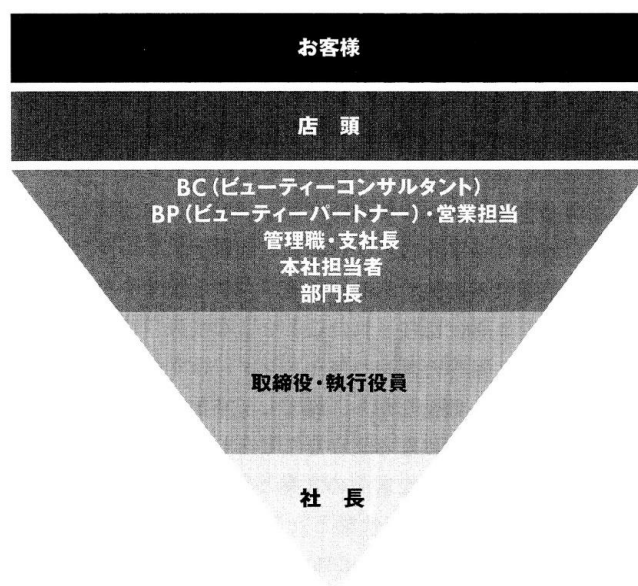 お客様
店 頭
BC(ビューティーコンサルタント)
BP(ビューティーパートナー)・営業担当
管理職・支社長
本社担当者
部門長
取締役・執行役員
社 長